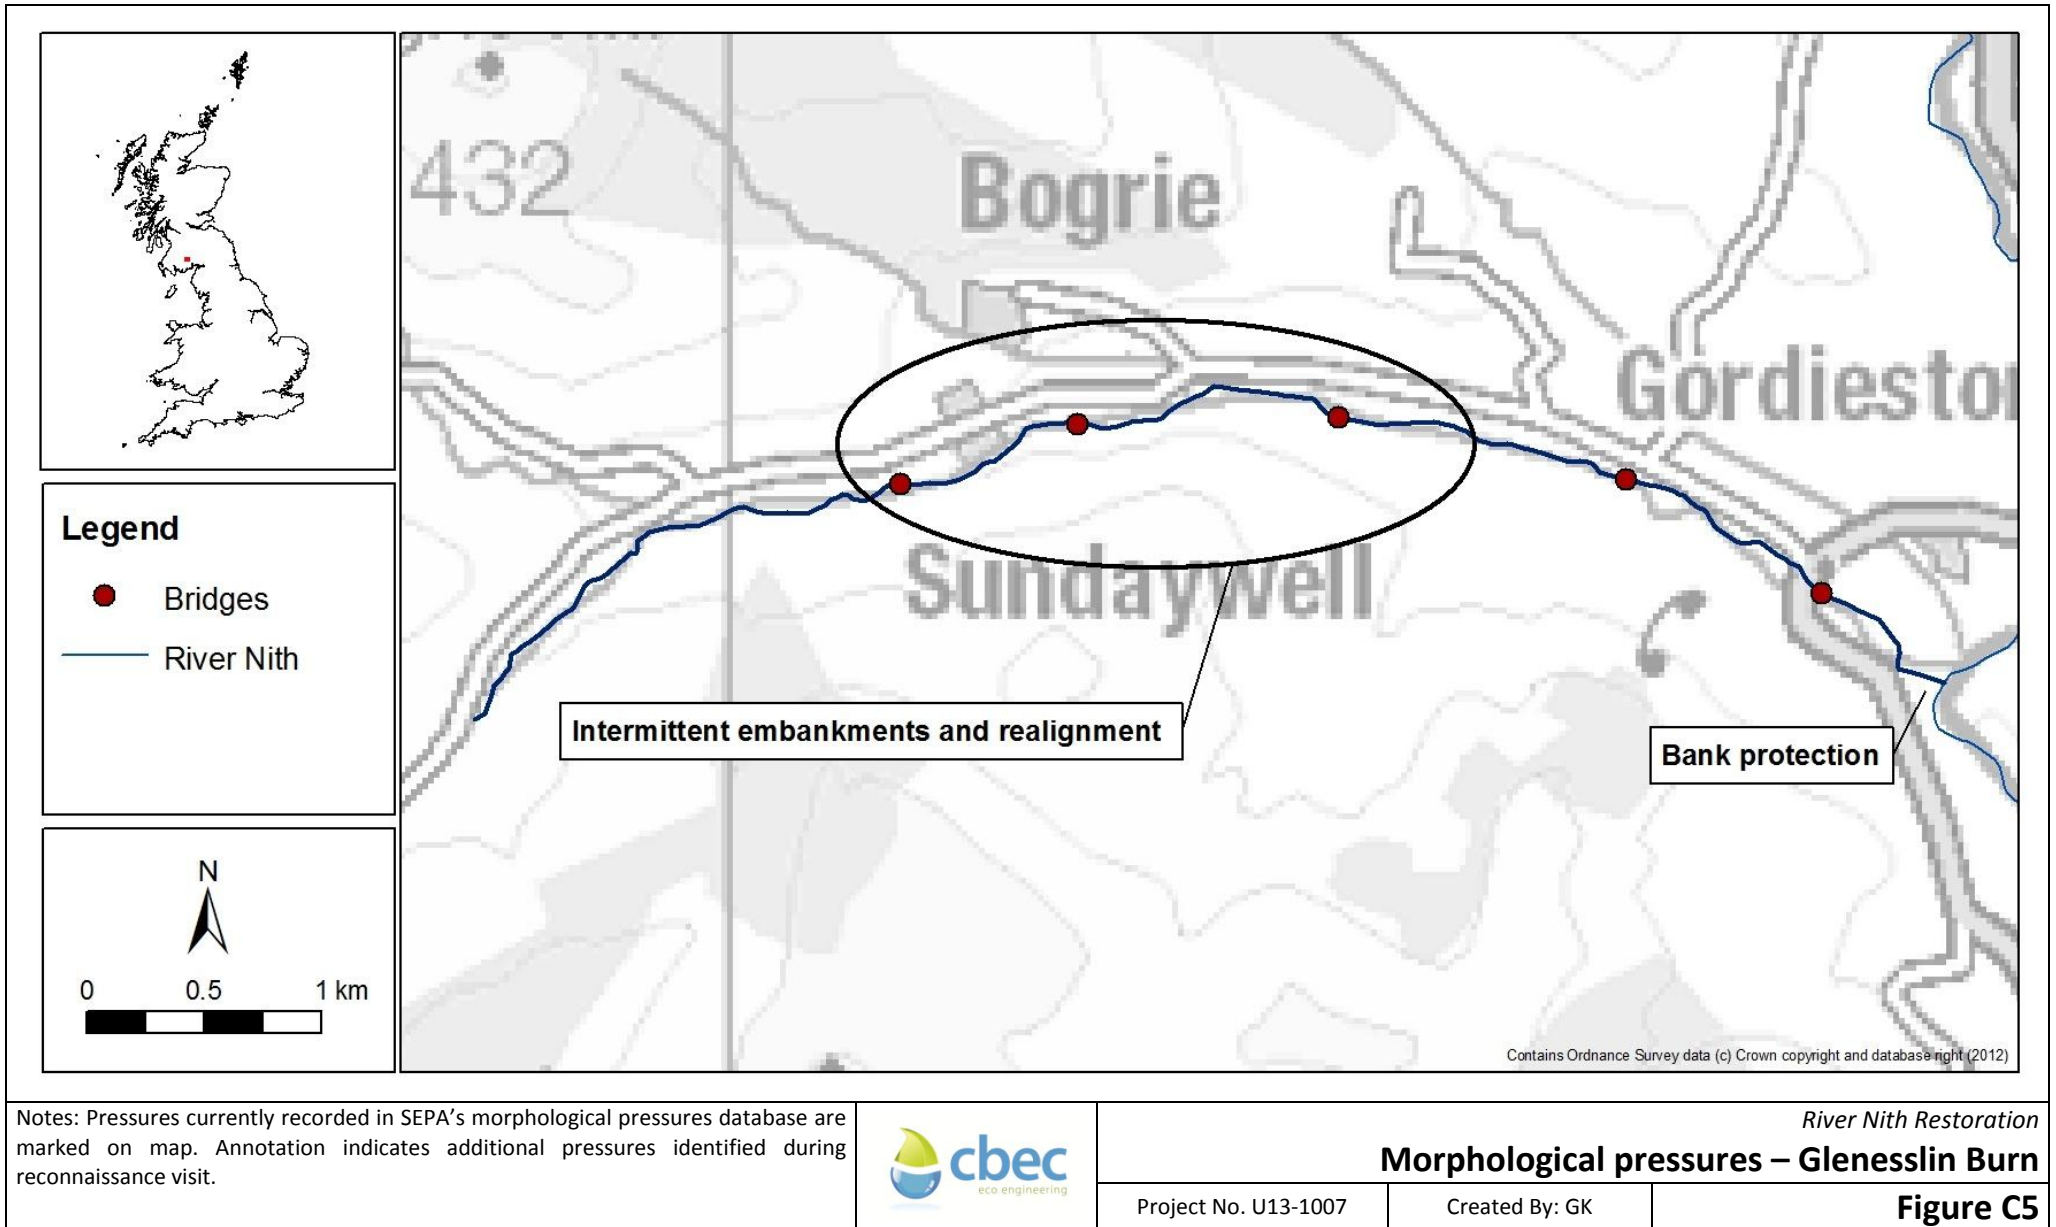 432
Bogrie
Gordiestor
Sundaywell
Intermittent embankments and realignment
Bank protection
Contains Ordnance Survey data (c) Crown copyright and database right (2012)
Legend
Bridges
River Nith
N
0 0.5 1 km
Notes: Pressures currently recorded in SEPA’s morphological pressures database are
marked on map. Annotation indicates additional pressures identified during
reconnaissance visit.
cbec
eco engineering
River Nith Restoration
Morphological pressures – Glenesslin Burn
Project No. U13-1007
Created By: GK
Figure C5